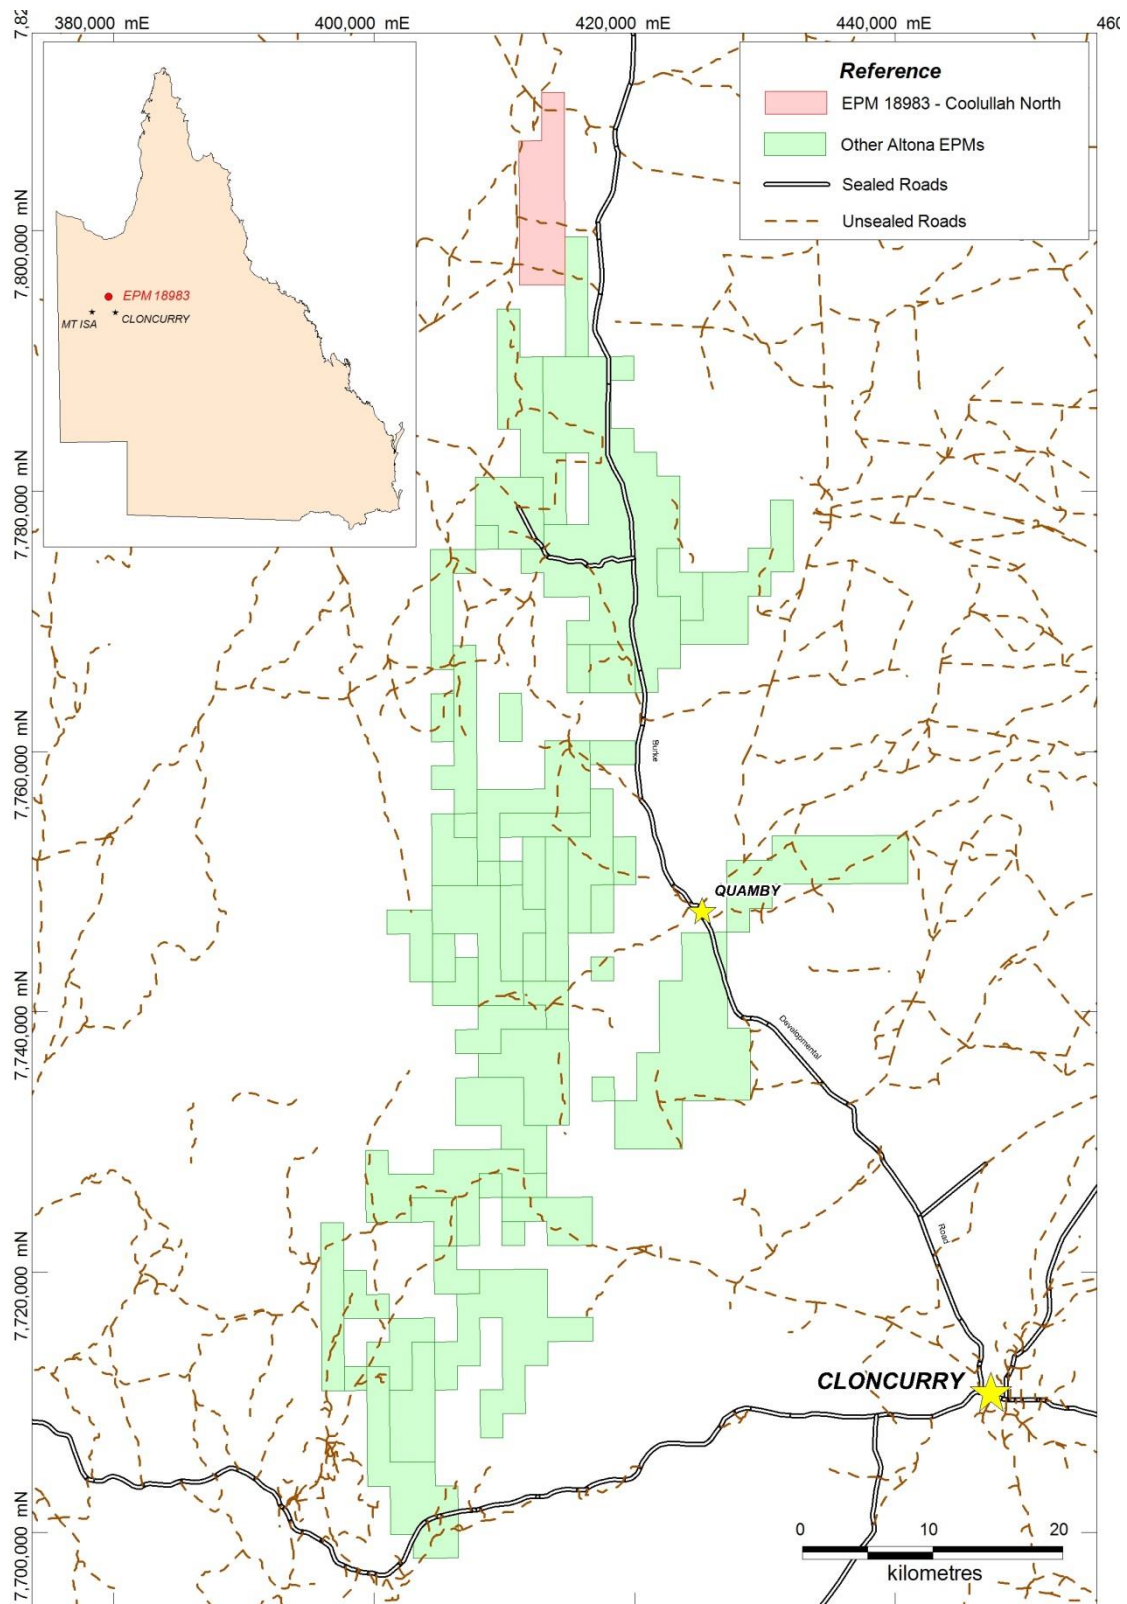 380,000 mE
400,000 mE
420,000 mE
440,000 mE
460
7,82
Reference
EPM 18983 - Coolullah North
Other Altona EPMs
Sealed Roads
Unsealed Roads
EPM 18983
MT ISA
CLONCURRY
7,800,000 mN
7,780,000 mN
7,760,000 mN
Burke
QUAMBY
7,740,000 mN
Developmental
Road
7,720,000 mN
CLONCURRY
7,700,000 mN
0 10 20
kilometres